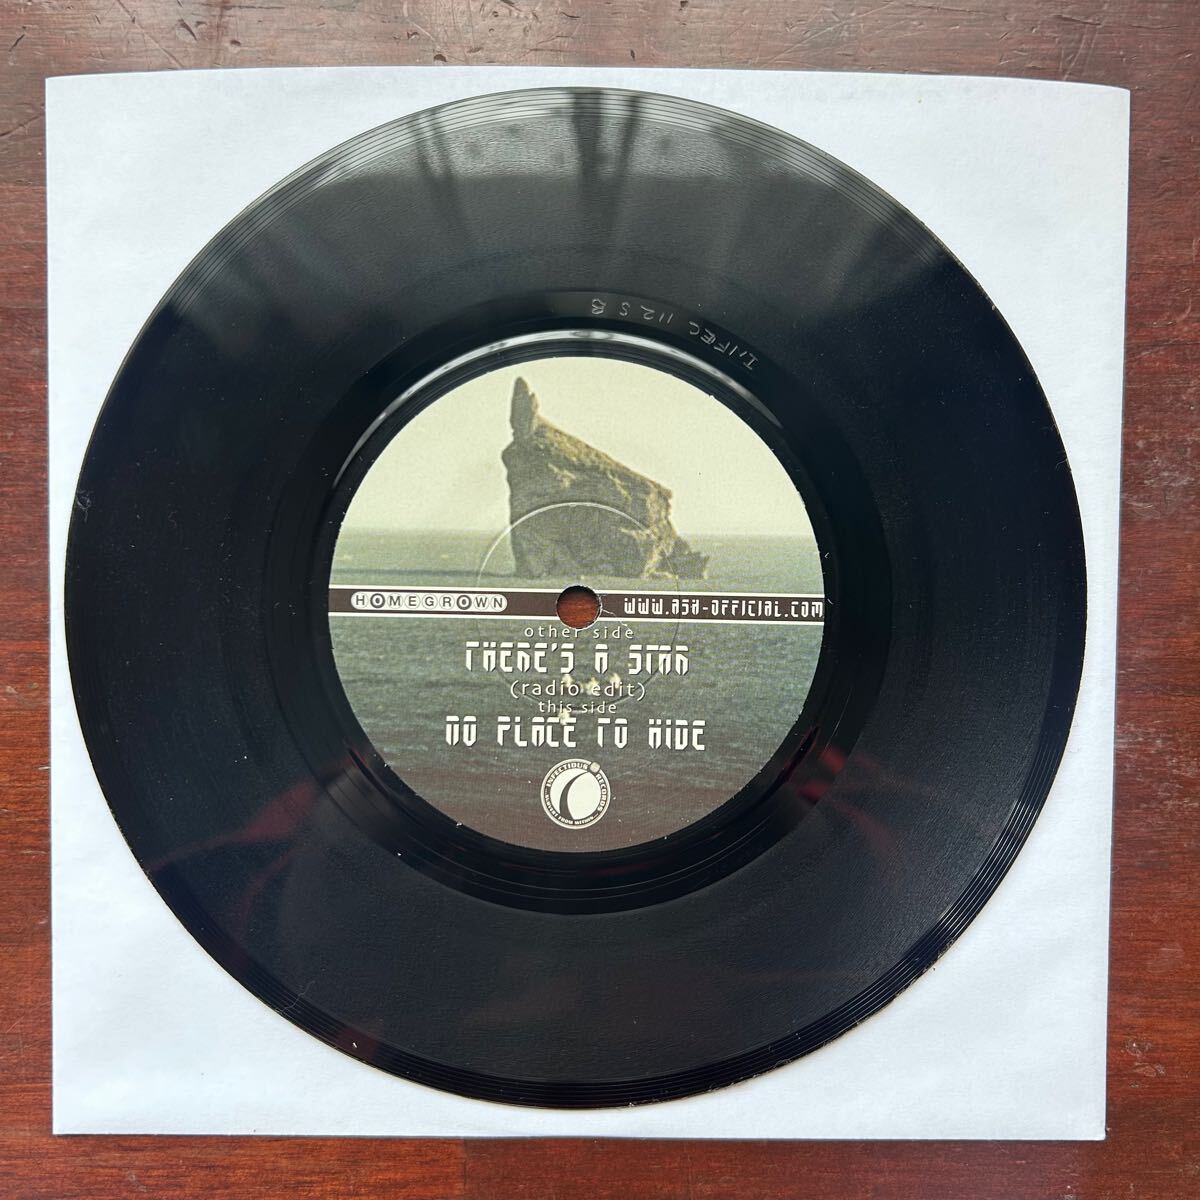 INFEC 112 S B
HOMEGROWN
WWW.ASH-OFFICIAL.COM
other side
THERE'S A STAR
(radio edit)
this side
NO PLACE TO HIDE
INFECTIOUS RECORDS